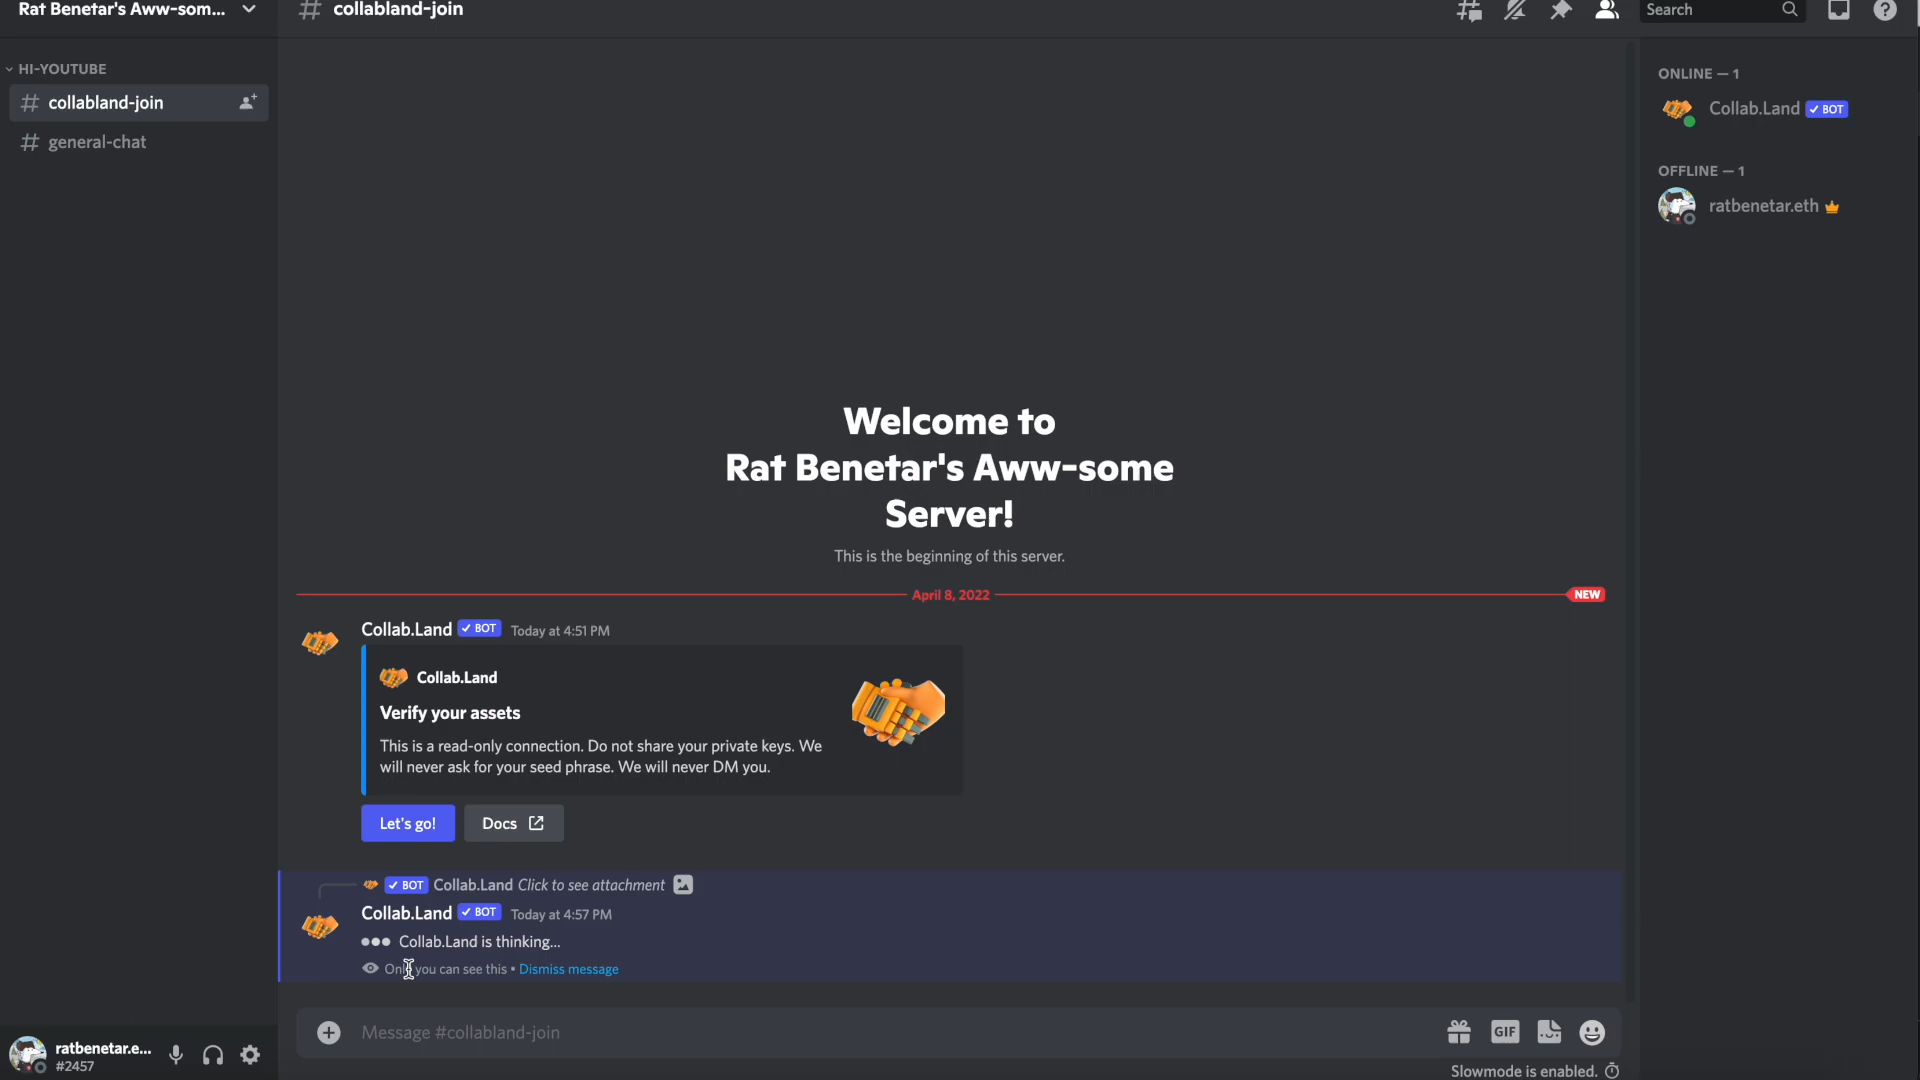 Rat Benetar's Aww-som...
HI-YOUTUBE
collabland-join
general-chat
ratbenetar.e...
#2457
collabland-join
Search
Welcome to
Rat Benetar's Aww-some
Server!
This is the beginning of this server.
April 8, 2022
NEW
Collab.Land ✓ BOT Today at 4:51 PM
Collab.Land
Verify your assets
This is a read-only connection. Do not share your private keys. We
will never ask for your seed phrase. We will never DM you.
Let's go! Docs
✓ BOT Collab.Land Click to see attachment
Collab.Land ✓ BOT Today at 4:57 PM
Collab.Land is thinking...
Only you can see this • Dismiss message
Message #collabland-join
GIF
Slowmode is enabled.
ONLINE — 1
Collab.Land ✓ BOT
OFFLINE — 1
ratbenetar.eth